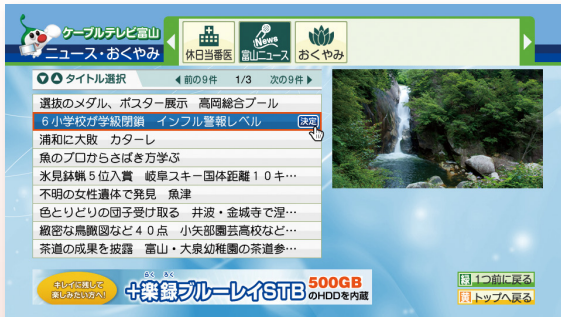 ケーブルテレビ富山
ニュース・おくやみ
休日当番医
News
富山ニュース
おくやみ
タイトル選択
前の9件 1/3 次の9件
選抜のメダル、ポスター展示 高岡総合プール
6小学校が学級閉鎖 インフル警報レベル 決定
浦和に大敗 カターレ
魚のプロからさばき方学ぶ
氷見鉢蝋5位入賞 岐阜スキー国体距離10キ…
不明の女性遺体で発見 魚津
色とりどりの団子受け取る 井波・金城寺で涅…
緻密な鳥瞰図など40点 小矢部園芸高校など…
茶道の成果を披露 富山・大泉幼稚園の茶道参…
キレイに残して
楽しみたい方へ!
+楽録ブルーレイSTB
らく ろく
500GB
のHDDを内蔵
緑 1つ前に戻る
黄 トップへ戻る